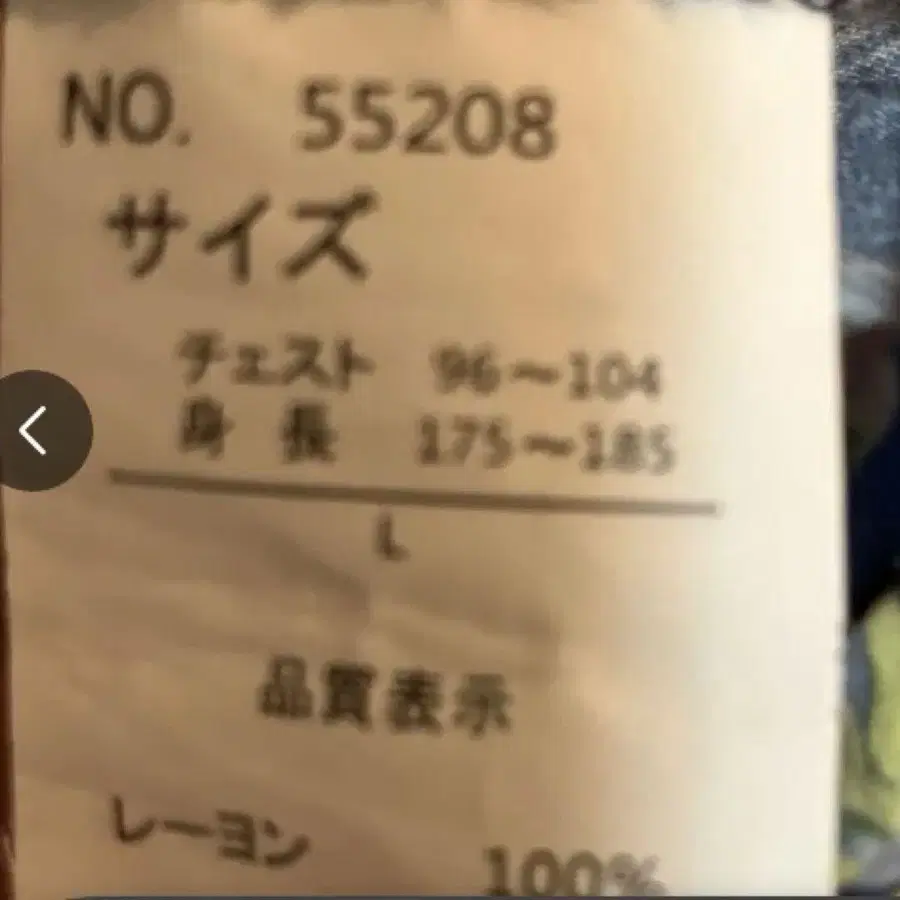 NO. 55208
サイズ
チェスト 96〜104
身長 175〜185
L
品質表示
レーヨン 100%